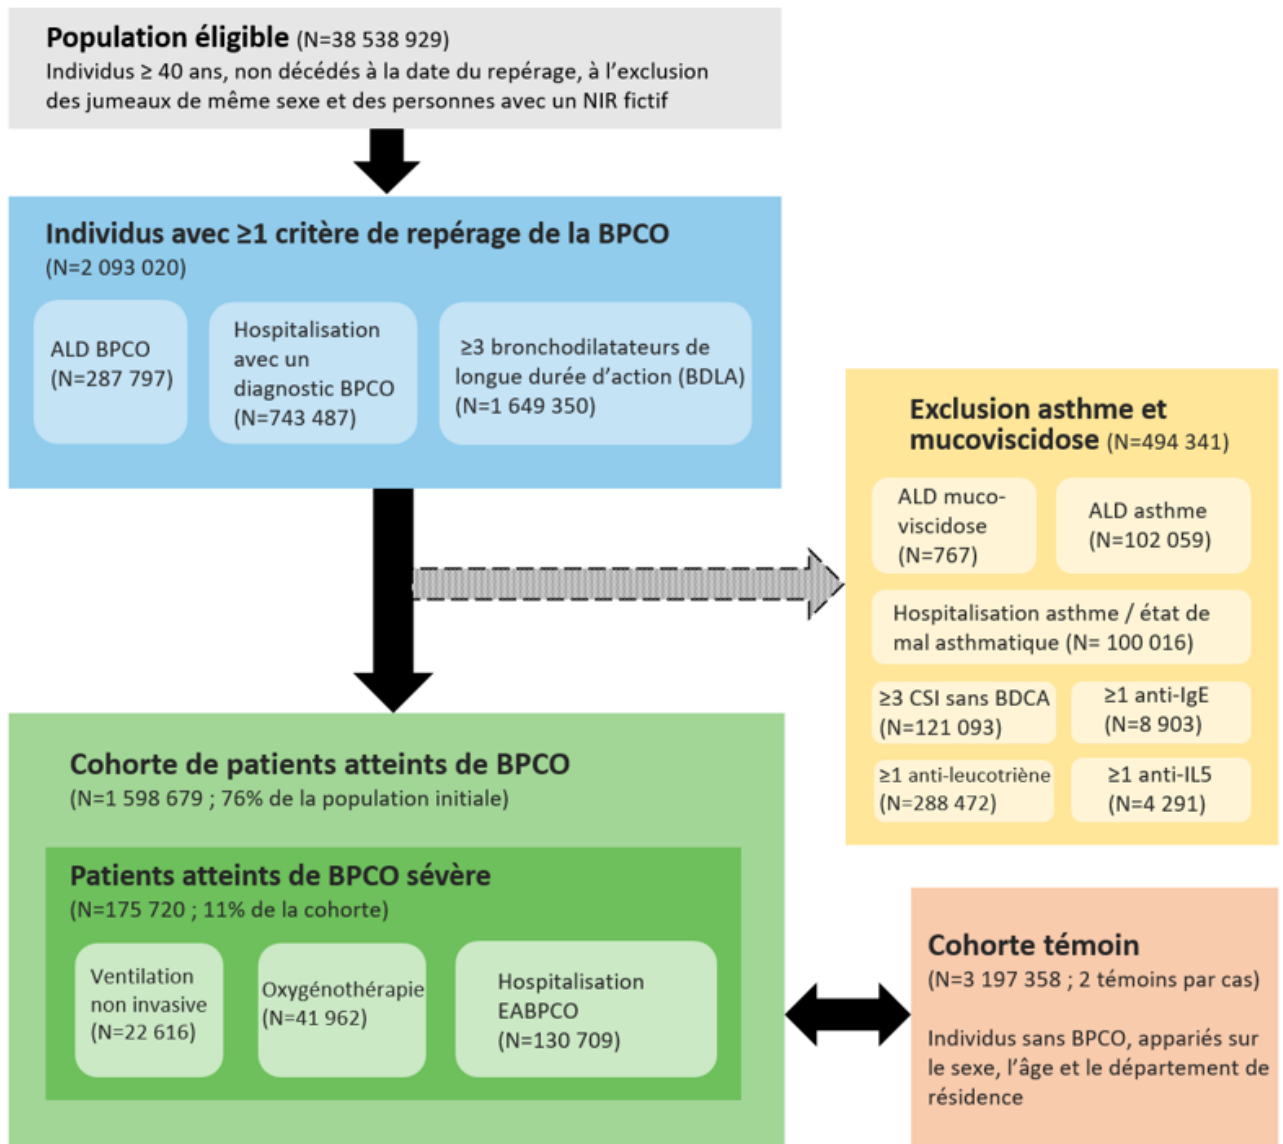 Population éligible (N=38 538 929)
Individus ≥ 40 ans, non décédés à la date du repérage, à l'exclusion
des jumeaux de même sexe et des personnes avec un NIR fictif
Individus avec ≥1 critère de repérage de la BPCO
(N=2 093 020)
ALD BPCO
(N=287 797)
Hospitalisation
avec un
diagnostic BPCO
(N=743 487)
≥3 bronchodilatateurs de
longue durée d'action (BDLA)
(N=1 649 350)
Exclusion asthme et
mucoviscidose (N=494 341)
ALD muco-
viscidose
(N=767)
ALD asthme
(N=102 059)
Hospitalisation asthme / état de
mal asthmatique (N= 100 016)
≥3 CSI sans BDCA
(N=121 093)
≥1 anti-IgE
(N=8 903)
≥1 anti-leucotriène
(N=288 472)
≥1 anti-IL5
(N=4 291)
Cohorte de patients atteints de BPCO
(N=1 598 679 ; 76% de la population initiale)
Patients atteints de BPCO sévère
(N=175 720 ; 11% de la cohorte)
Ventilation
non invasive
(N=22 616)
Oxygénothérapie
(N=41 962)
Hospitalisation
EABPCO
(N=130 709)
Cohorte témoin
(N=3 197 358 ; 2 témoins par cas)
Individus sans BPCO, appariés sur
le sexe, l'âge et le département de
résidence